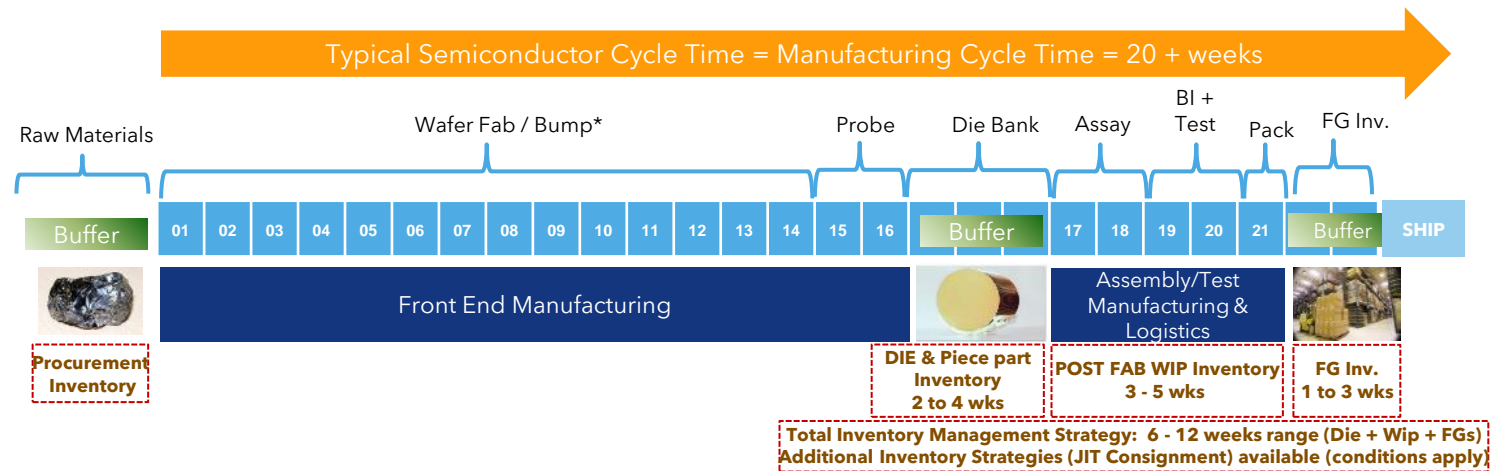 Typical Semiconductor Cycle Time = Manufacturing Cycle Time = 20 + weeks
Raw Materials
Wafer Fab / Bump*
Probe
Die Bank
Assay
BI +
Test
Pack
FG Inv.
Buffer
01 02 03 04 05 06 07 08 09 10 11 12 13 14 15 16
Buffer
17 18 19 20 21
Buffer
SHIP
Front End Manufacturing
Assembly/Test
Manufacturing &
Logistics
Procurement
Inventory
DIE & Piece part
Inventory
2 to 4 wks
POST FAB WIP Inventory
3 - 5 wks
FG Inv.
1 to 3 wks
Total Inventory Management Strategy: 6 - 12 weeks range (Die + Wip + FGs)
Additional Inventory Strategies (JIT Consignment) available (conditions apply)